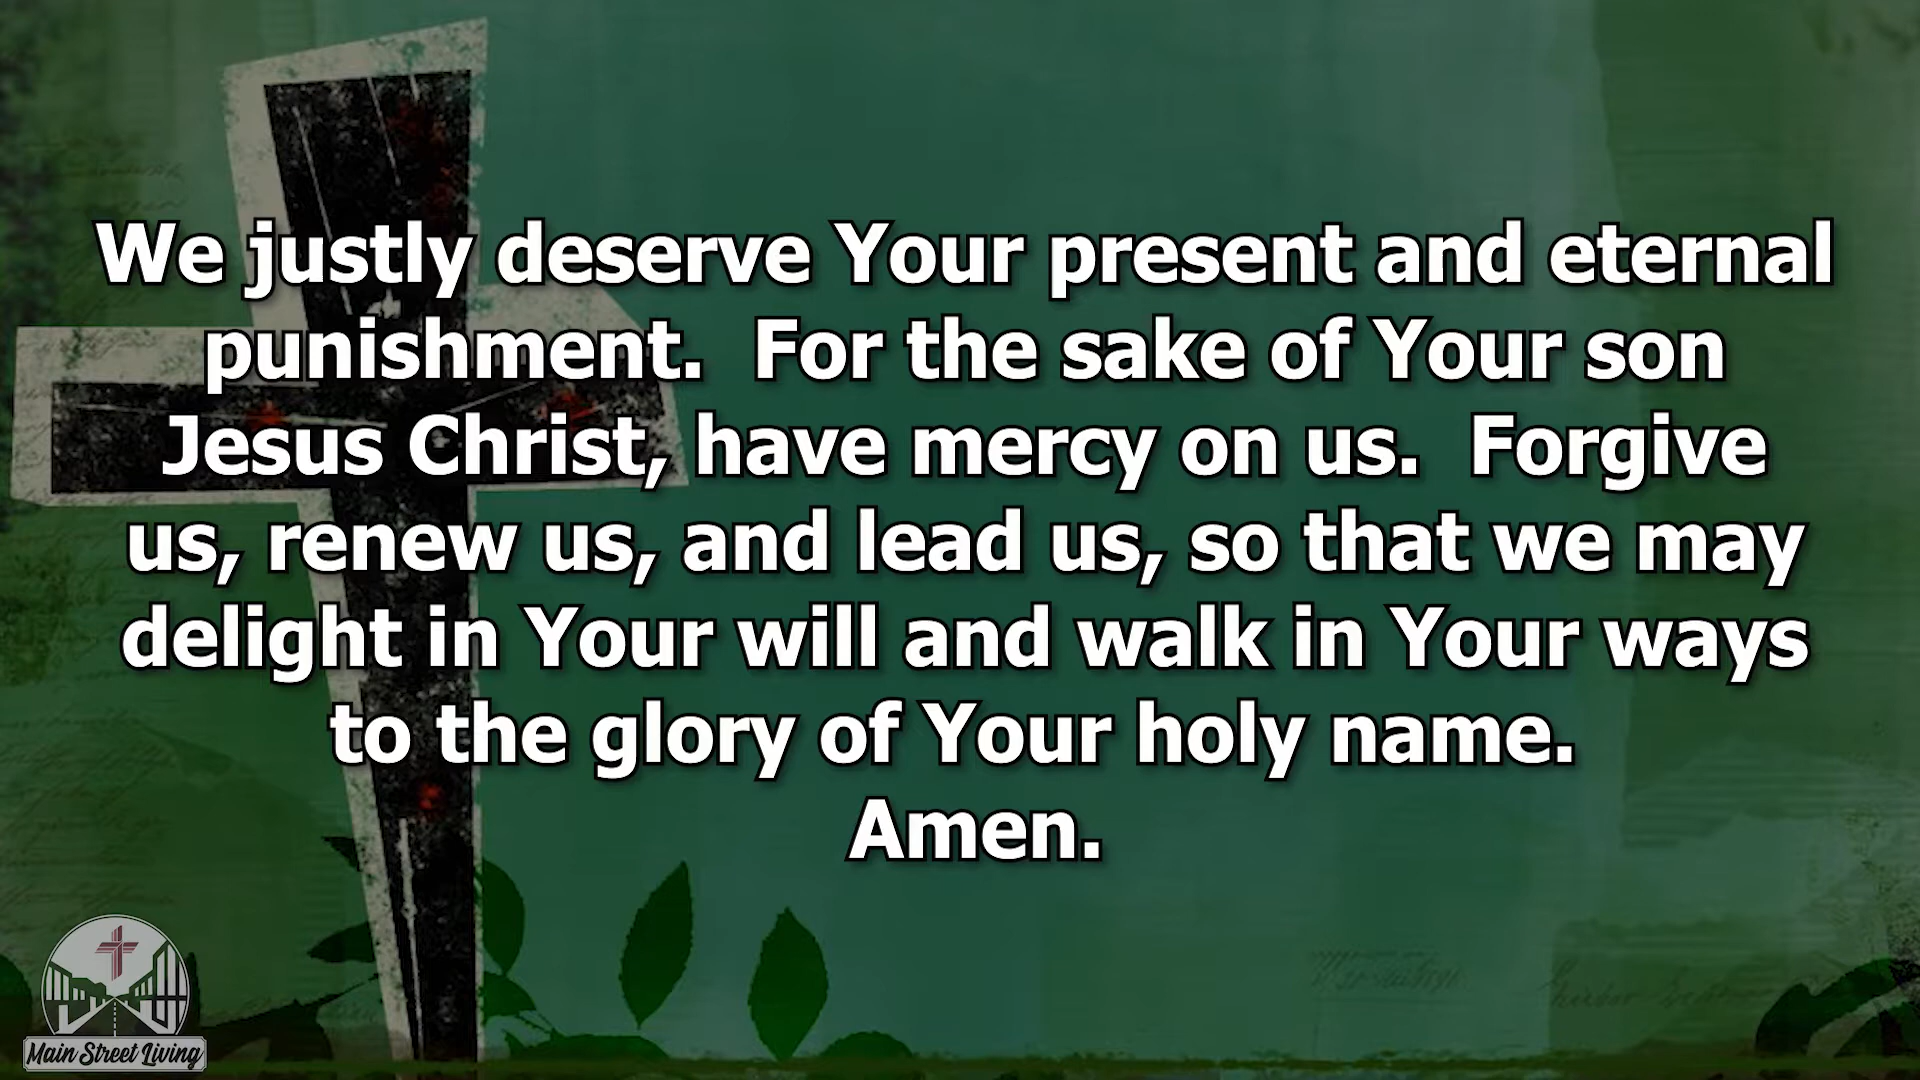 We justly deserve Your present and eternal
punishment.  For the sake of Your son
Jesus Christ, have mercy on us.  Forgive
us, renew us, and lead us, so that we may
delight in Your will and walk in Your ways
to the glory of Your holy name.
Amen.
Main Street Living